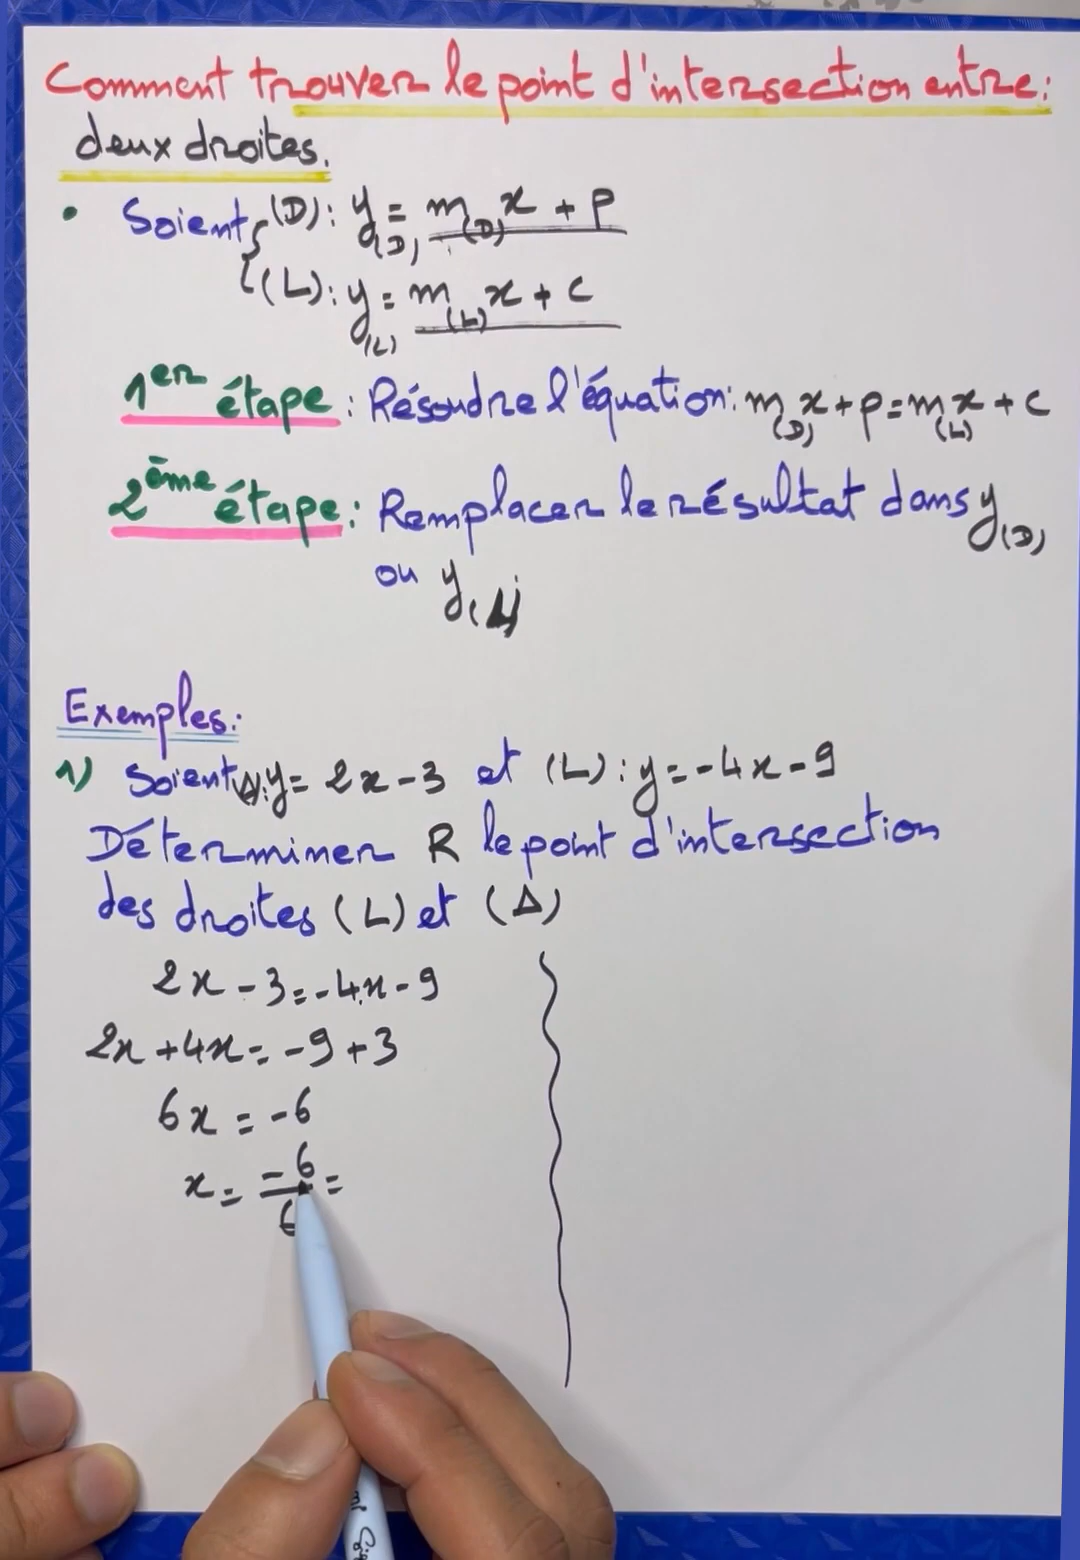 Comment trouver le point d'intersection entre:
deux droites.
• Soient { (D): y(D) = m(D) x + p
(L): y(L) = m(L) x + c
1er étape: Résoudre l'équation: m(D) x + p = m(L) x + c
2ème étape: Remplacer le résultat dans y(D)
ou y(L)
Exemples:
1) Soient Δ: y = 2x - 3 et (L): y = -4x - 9
Déterminer R le point d'intersection
des droites (L) et (Δ)
2x - 3 = -4x - 9
2x + 4x = -9 + 3
6x = -6
x = -6/6 =